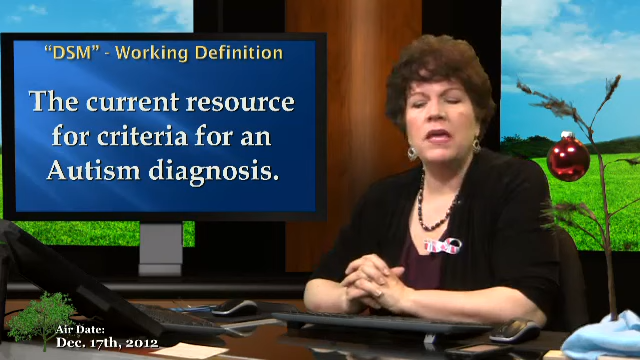 “DSM” - Working Definition
The current resource
for criteria for an
Autism diagnosis.
Air Date:
Dec. 17th, 2012